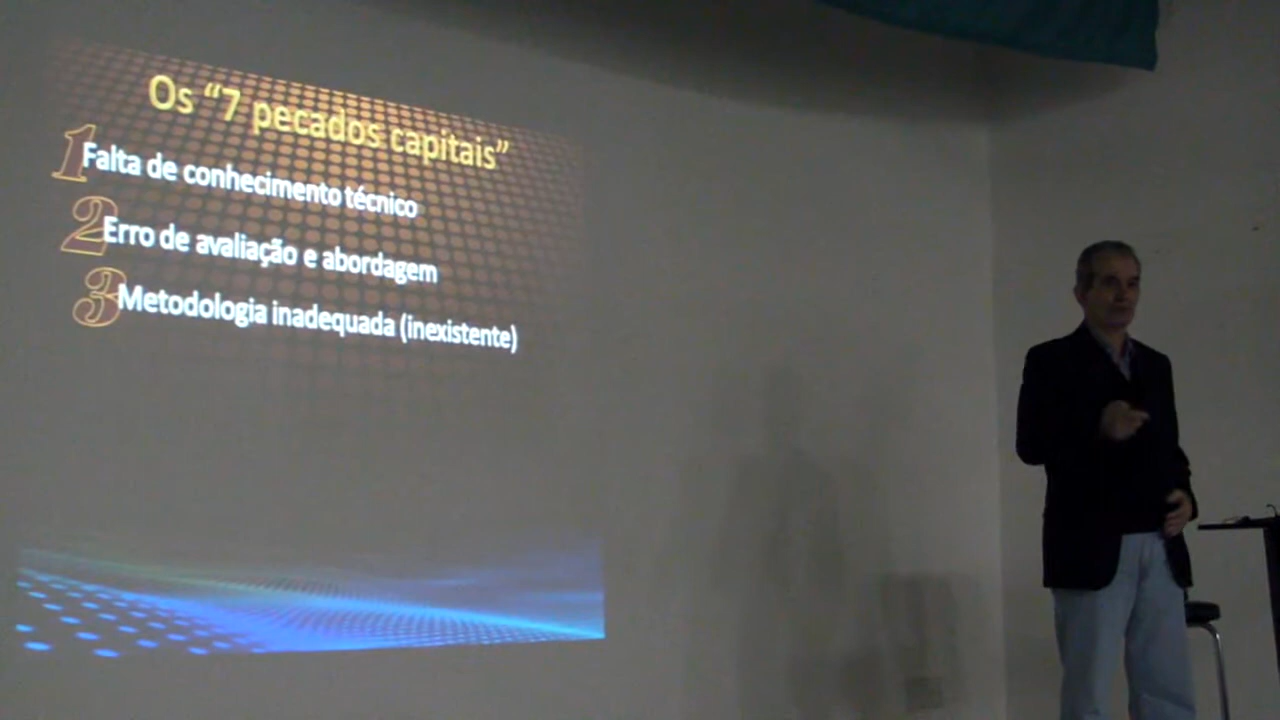 Os “7 pecados capitais”
1 Falta de conhecimento técnico
2 Erro de avaliação e abordagem
3 Metodologia inadequada (inexistente)